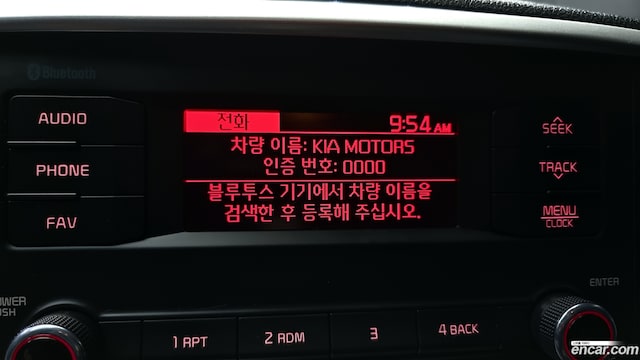 Bluetooth
AUDIO
PHONE
FAV
전화 9:54 AM
차량 이름: KIA MOTORS
인증 번호: 0000
블루투스 기기에서 차량 이름을
검색한 후 등록해 주십시오.
SEEK
TRACK
MENU
CLOCK
ENTER
1 RPT
2 RDM
3
4 BACK
encar.com